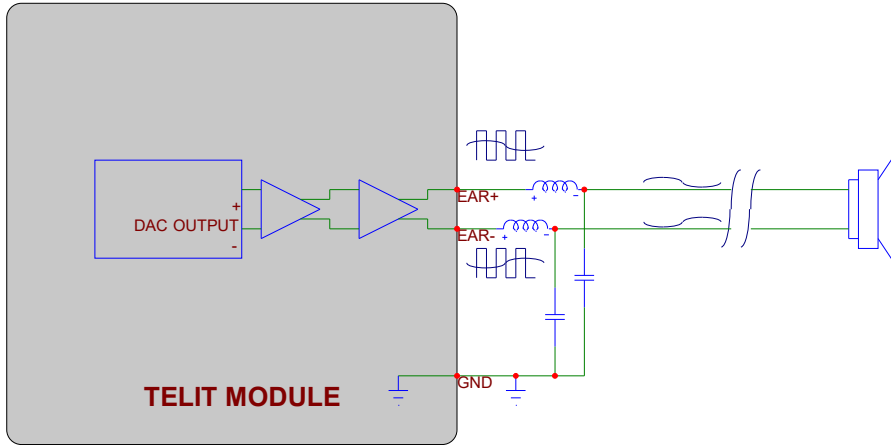 EAR+
+ -
+
DAC OUTPUT
-
EAR-
+ -
GND
TELIT MODULE